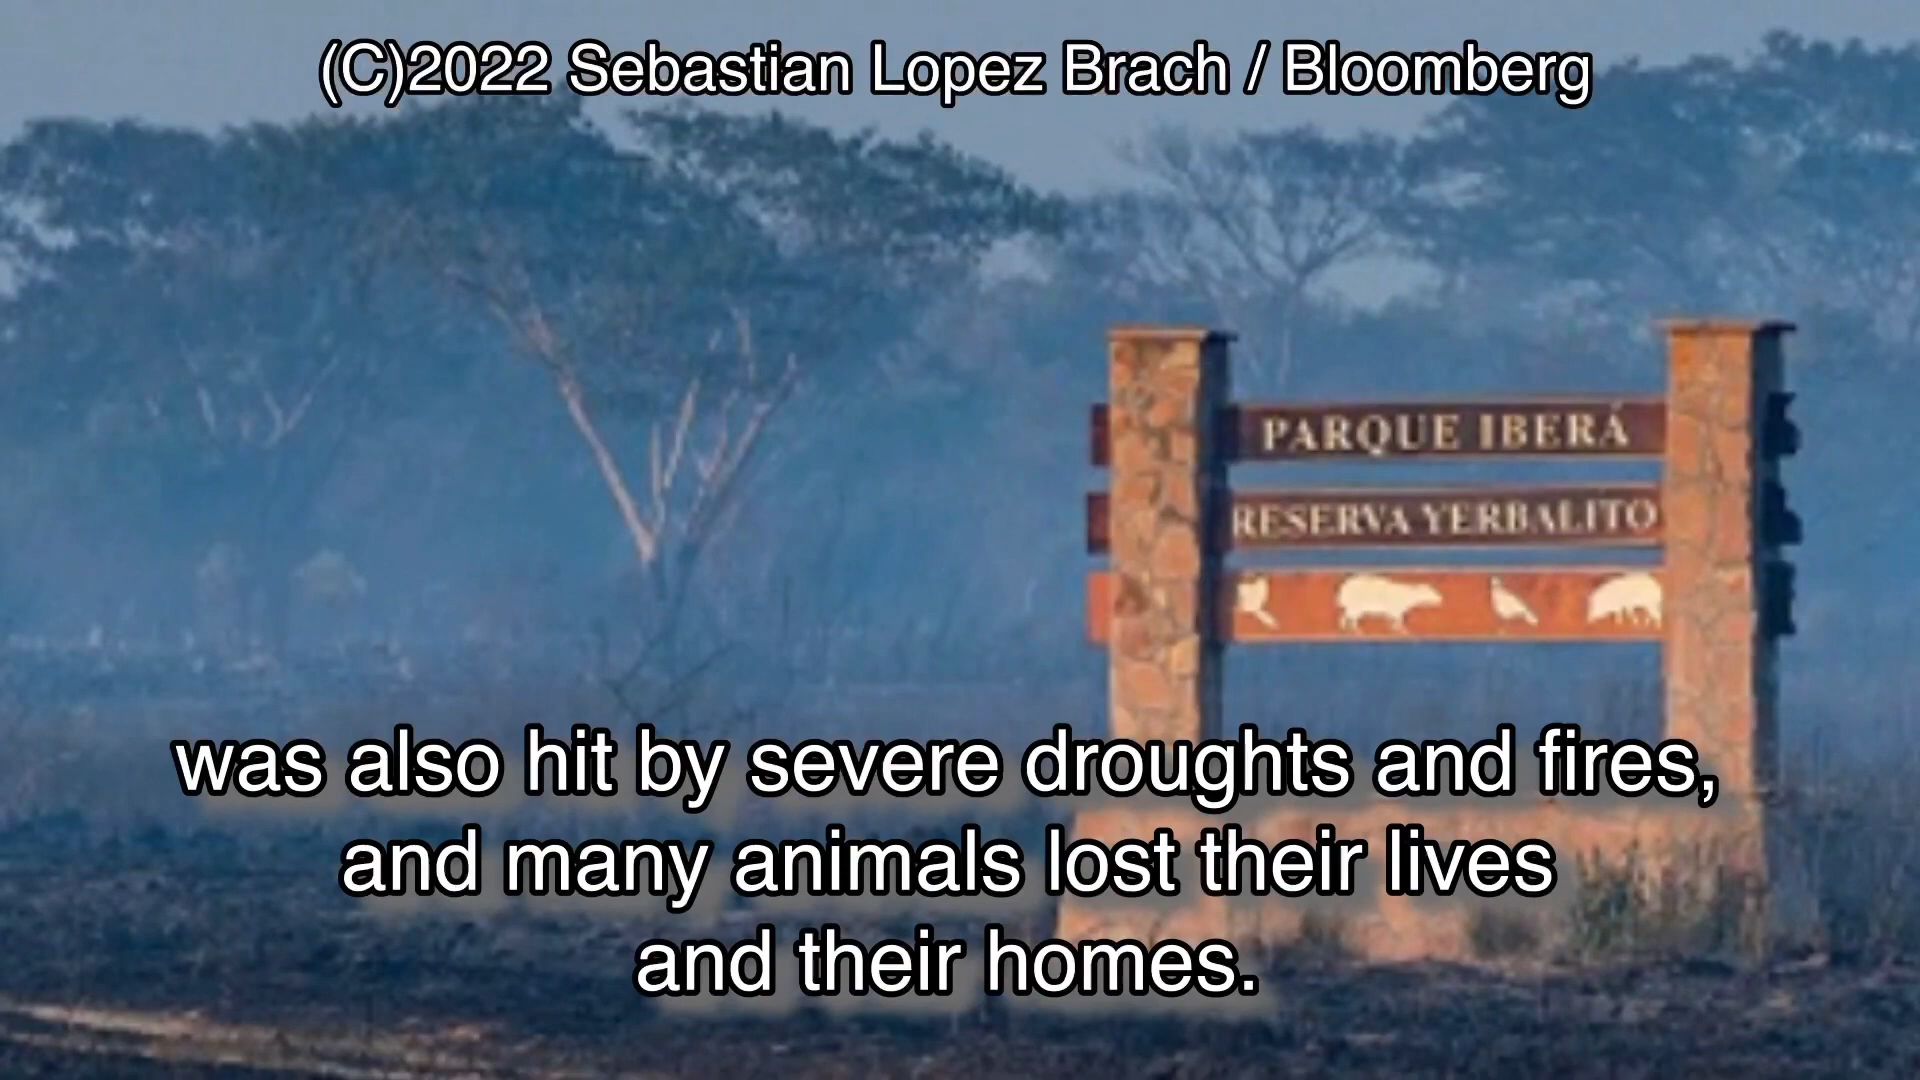 (C)2022 Sebastian Lopez Brach / Bloomberg
PARQUE IBERÁ
RESERVA YERBALITO
was also hit by severe droughts and fires,
and many animals lost their lives
and their homes.